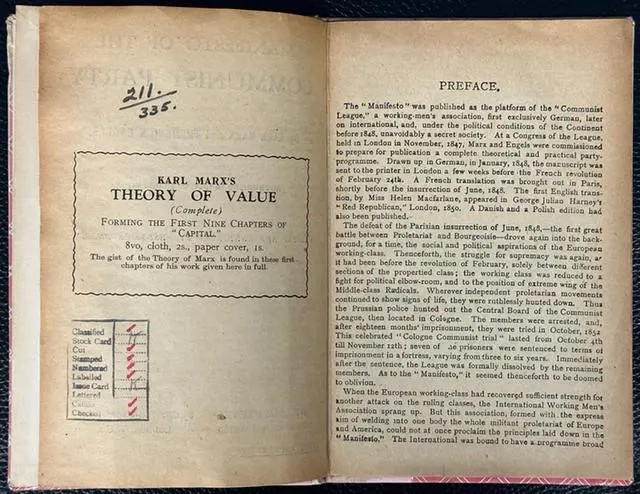 MANIFESTO OF THE
COMMUNIST PARTY
211.
335.
KARL MARX'S
THEORY OF VALUE
(Complete)
FORMING THE FIRST NINE CHAPTERS OF
"CAPITAL."
8vo, cloth, 2s., paper cover, 1s.
The gist of the Theory of Marx is found in these first
chapters of his work given here in full.
Classified
Stock Card
Cut
Stamped
Numbered
Labelled
Issue Card
Lettered
Checked
PREFACE.
The "Manifesto" was published as the platform of the "Communist
League," a working-men's association, first exclusively German, later
on international, and, under the political conditions of the Continent
before 1848, unavoidably a secret society. At a Congress of the League,
held in London in November, 1847, Marx and Engels were commissioned
to prepare for publication a complete theoretical and practical party-
programme. Drawn up in German, in January, 1848, the manuscript was
sent to the printer in London a few weeks before the French revolution
of February 24th. A French translation was brought out in Paris,
shortly before the insurrection of June, 1848. The first English trans-
tion, by Miss Helen Macfarlane, appeared in George Julian Harney's
"Red Republican," London, 1850. A Danish and a Polish edition had
also been published.
The defeat of the Parisian insurrection of June, 1848,—the first great
battle between Proletariat and Bourgeoisie—drove again into the back-
ground, for a time, the social and political aspirations of the European
working-class. Thenceforth, the struggle for supremacy was again, as
it had been before the revolution of February, solely between different
sections of the propertied class; the working class was reduced to a
fight for political elbow-room, and to the position of extreme wing of the
Middle-class Radicals. Wherever independent proletarian movements
continued to show signs of life, they were ruthlessly hunted down. Thus
the Prussian police hunted out the Central Board of the Communist
League, then located in Cologne. The members were arrested, and,
after eighteen months' imprisonment, they were tried in October, 1852
This celebrated "Cologne Communist trial" lasted from October 4th
till November 12th; seven of the prisoners were sentenced to terms of
imprisonment in a fortress, varying from three to six years. Immediately
after the sentence, the League was formally dissolved by the remaining
members. As to the "Manifesto," it seemed thenceforth to be doomed
to oblivion.
When the European working-class had recovered sufficient strength for
another attack on the ruling classes, the International Working Men's
Association sprang up. But this association, formed with the express
aim of welding into one body the whole militant proletariat of Europe
and America, could not at once proclaim the principles laid down in the
"Manifesto." The International was bound to have a programme broad